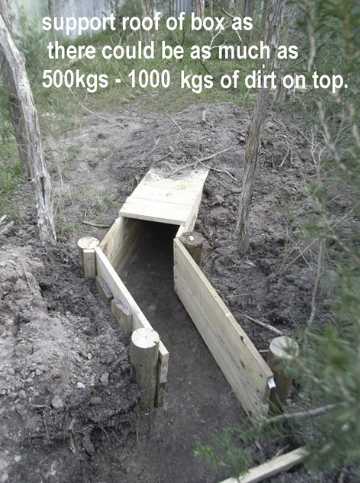 support roof of box as
there could be as much as
500kgs - 1000 kgs of dirt on top.